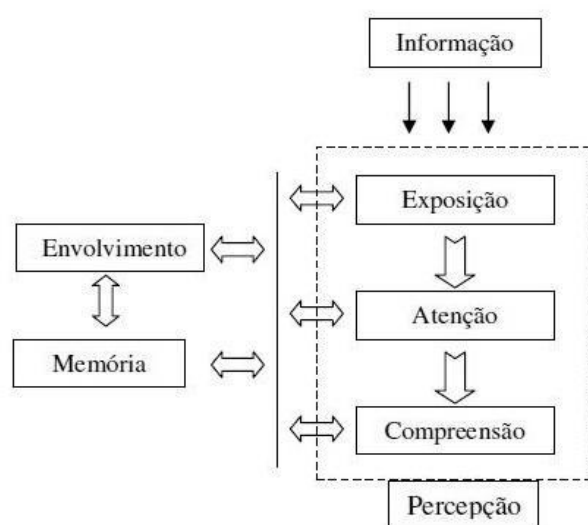 Informação
Exposição
Envolvimento
Atenção
Memória
Compreensão
Percepção